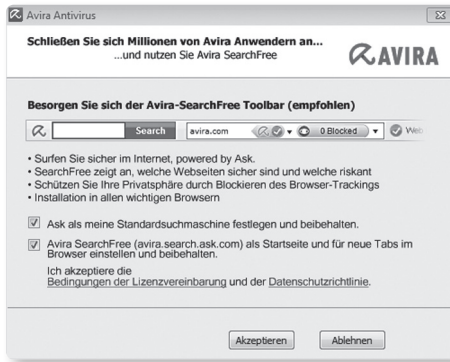 Avira Antivirus
Schließen Sie sich Millionen von Avira Anwendern an...
...und nutzen Sie Avira SearchFree
AVIRA
Besorgen Sie sich der Avira-SearchFree Toolbar (empfohlen)
Search avira.com 0 Blocked Web
• Surfen Sie sicher im Internet, powered by Ask.
• SearchFree zeigt an, welche Webseiten sicher sind und welche riskant
• Schützen Sie Ihre Privatsphäre durch Blockieren des Browser-Trackings
• Installation in allen wichtigen Browsern
Ask als meine Standardsuchmaschine festlegen und beibehalten.
Avira SearchFree (avira.search.ask.com) als Startseite und für neue Tabs im
Browser einstellen und beibehalten.
Ich akzeptiere die
Bedingungen der Lizenzvereinbarung und der Datenschutzrichtlinie.
Akzeptieren Ablehnen